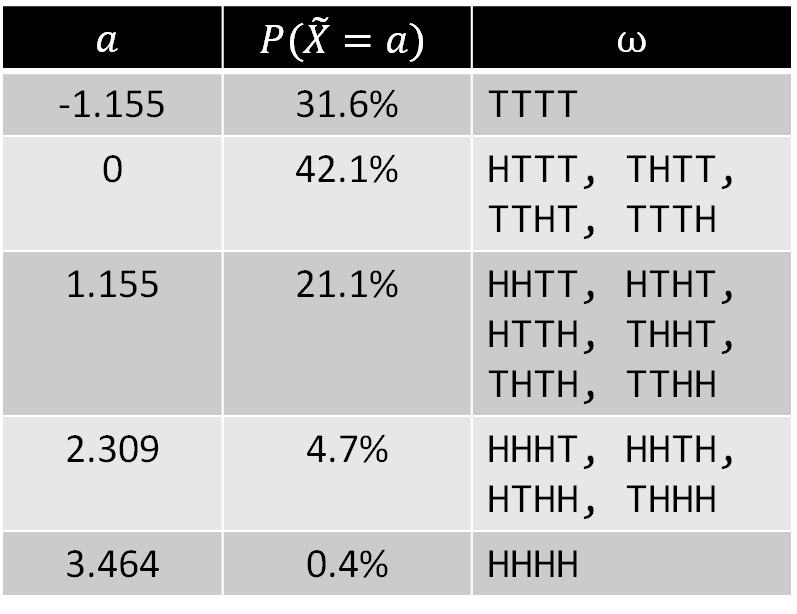 a P(X̃ = a) ω
-1.155 31.6% TTTT
0 42.1% HTTT, THTT,
TTHT, TTTH
1.155 21.1% HHTT, HTHT,
HTTH, THHT,
THTH, TTHH
2.309 4.7% HHHT, HHTH,
HTHH, THHH
3.464 0.4% HHHH